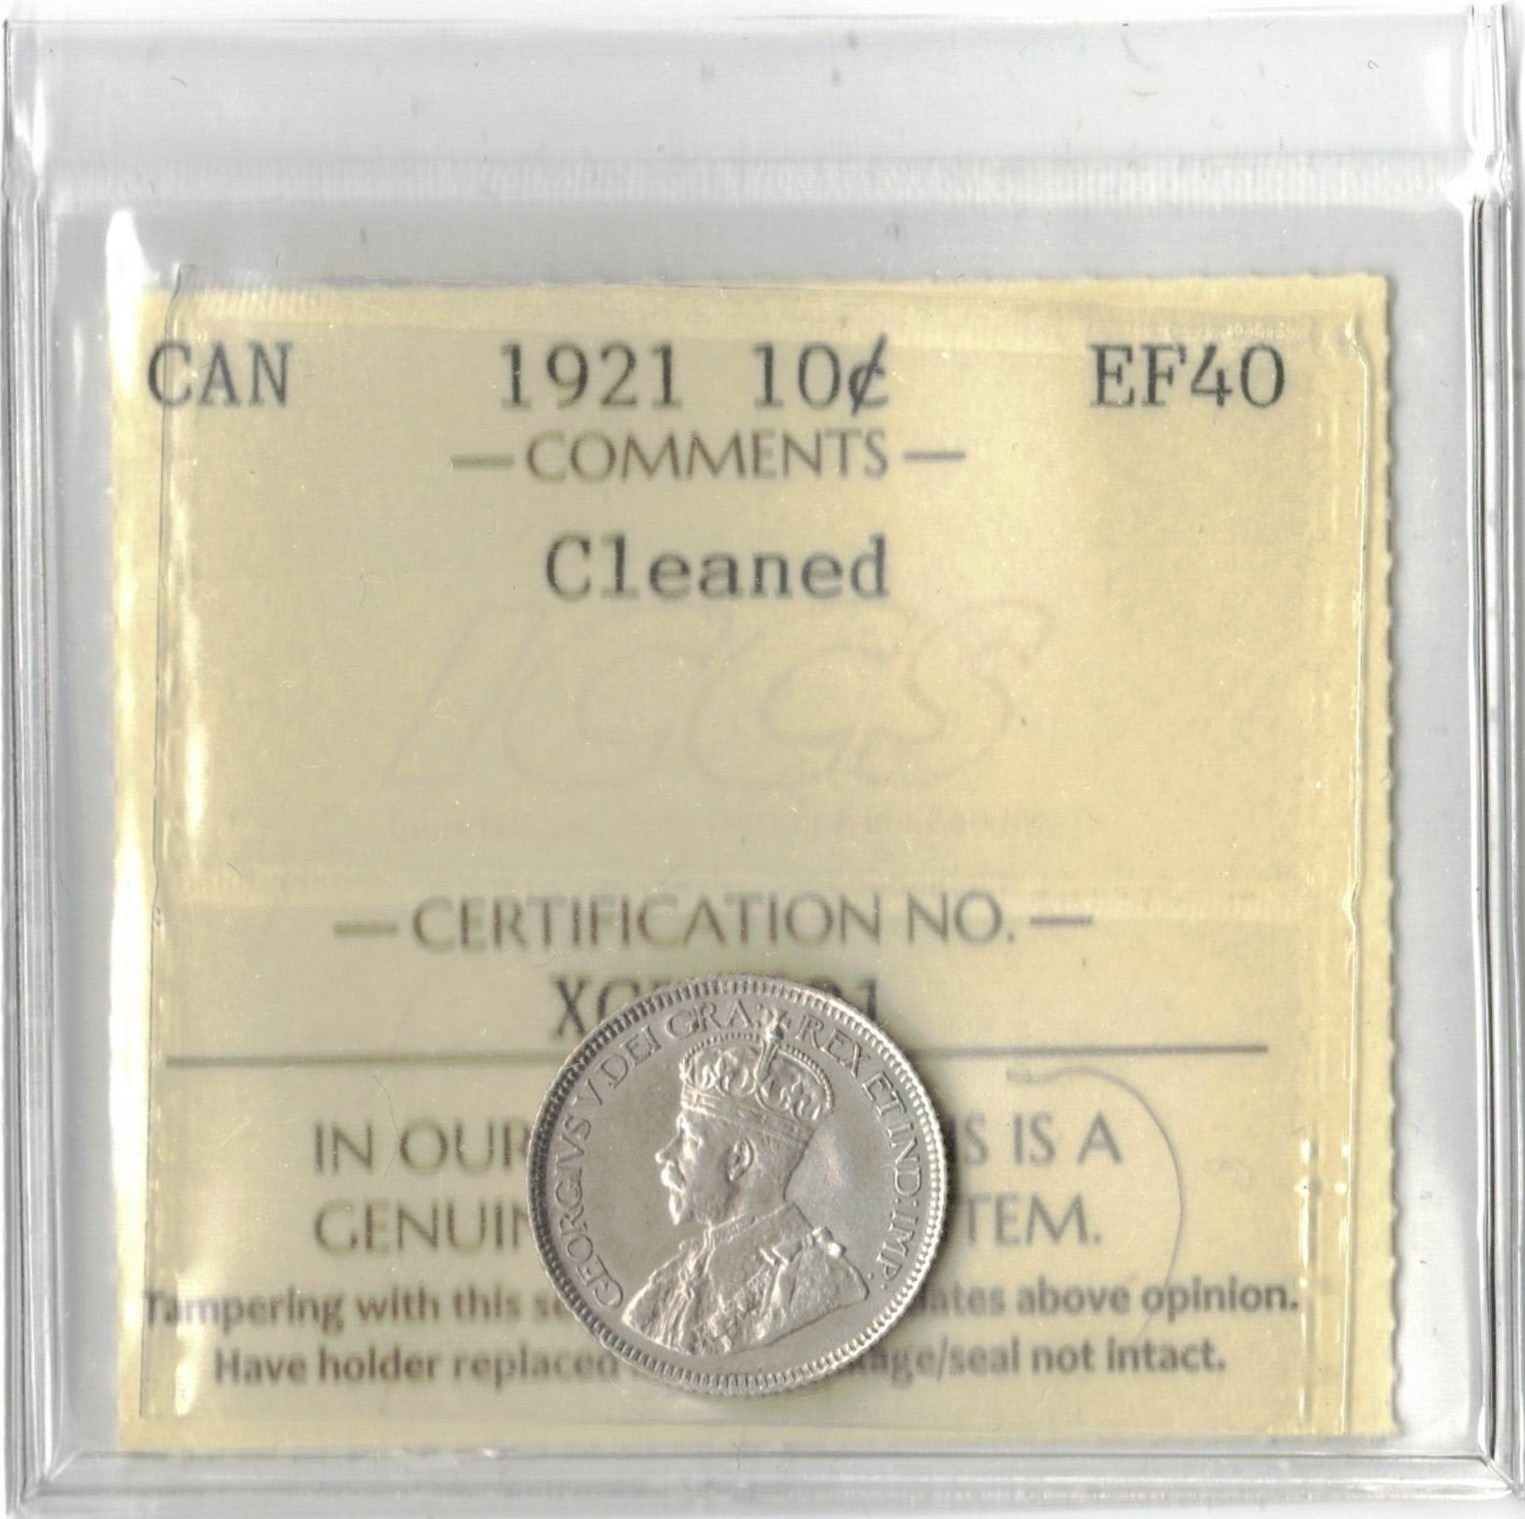 CAN 1921 10¢ EF40
— COMMENTS —
Cleaned
ICCS
— CERTIFICATION NO. —
IN OUR S IS A
GENUIN TEM.
Tampering with this se ates above opinion.
Have holder replaced age/seal not intact.
GEORGIVS V DEI GRA: REX ET IND: IMP: